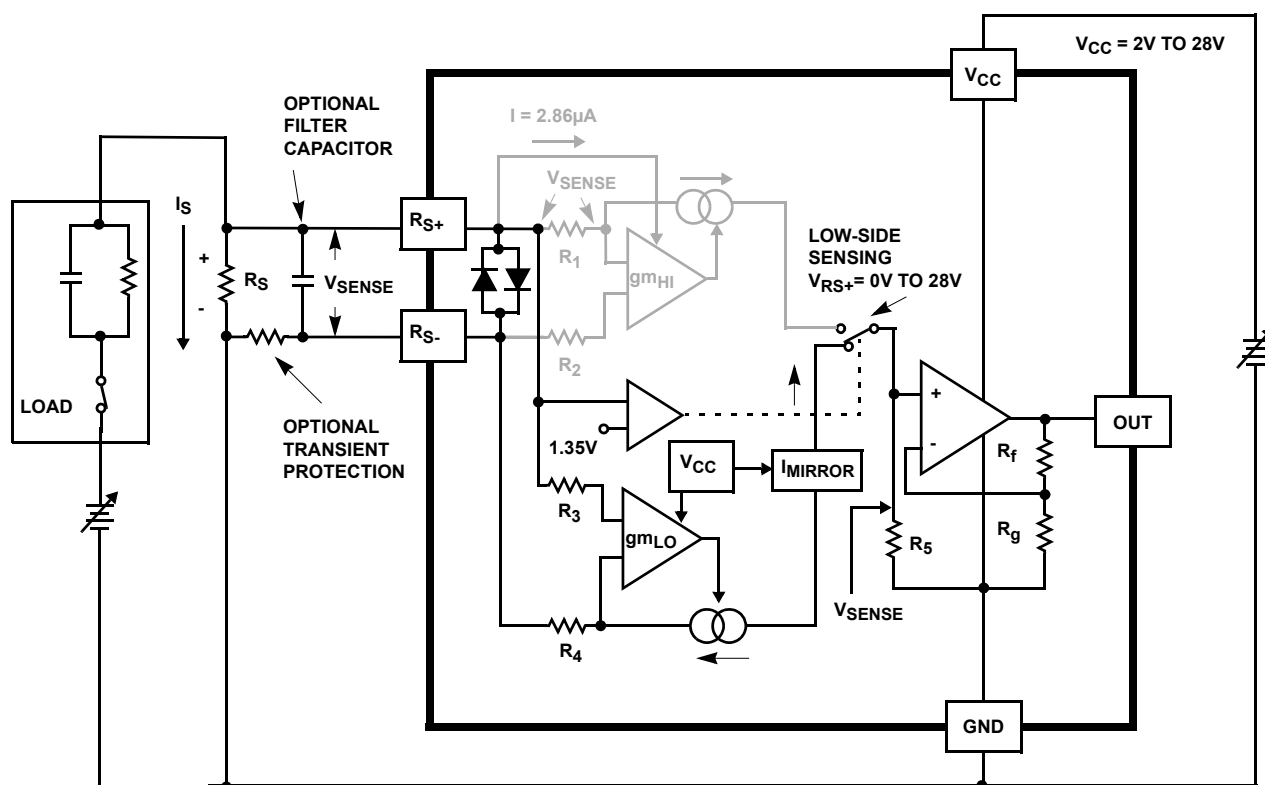 VCC = 2V TO 28V
VCC
OPTIONAL
FILTER
CAPACITOR
I = 2.86µA
VSENSE
IS
RS+
R1
gmHI
LOW-SIDE
SENSING
VRS+= 0V TO 28V
+
RS
-
VSENSE
RS-
R2
LOAD
OPTIONAL
TRANSIENT
PROTECTION
1.35V
VCC
IMIRROR
+
-
OUT
Rf
R3
gmLO
R5
Rg
VSENSE
R4
GND